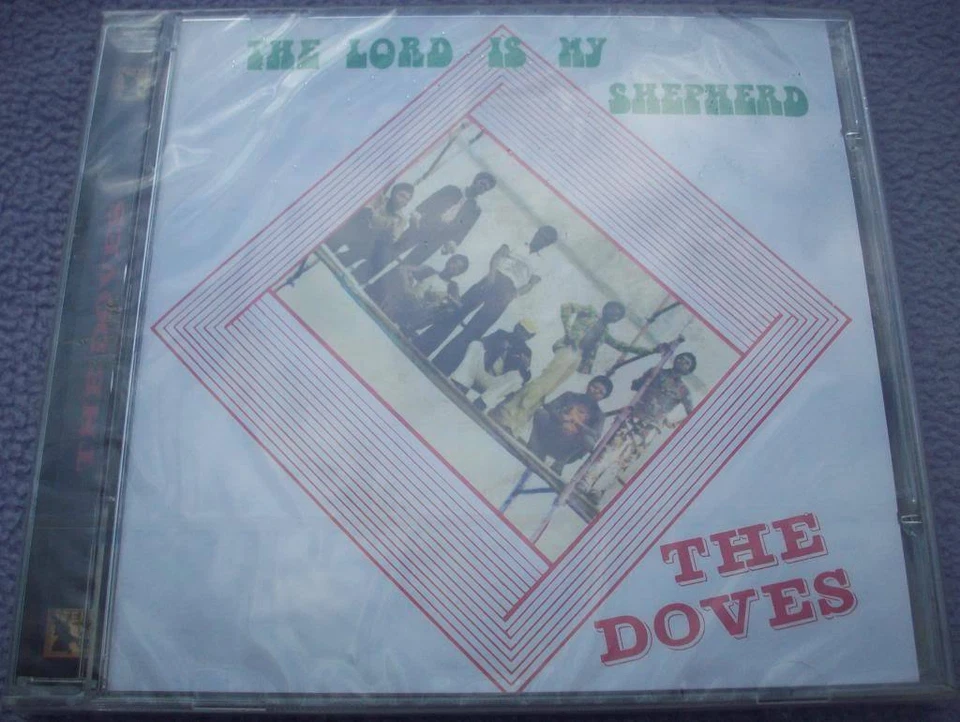 THE LORD IS MY
SHEPHERD
THE
DOVES
THE DOVES